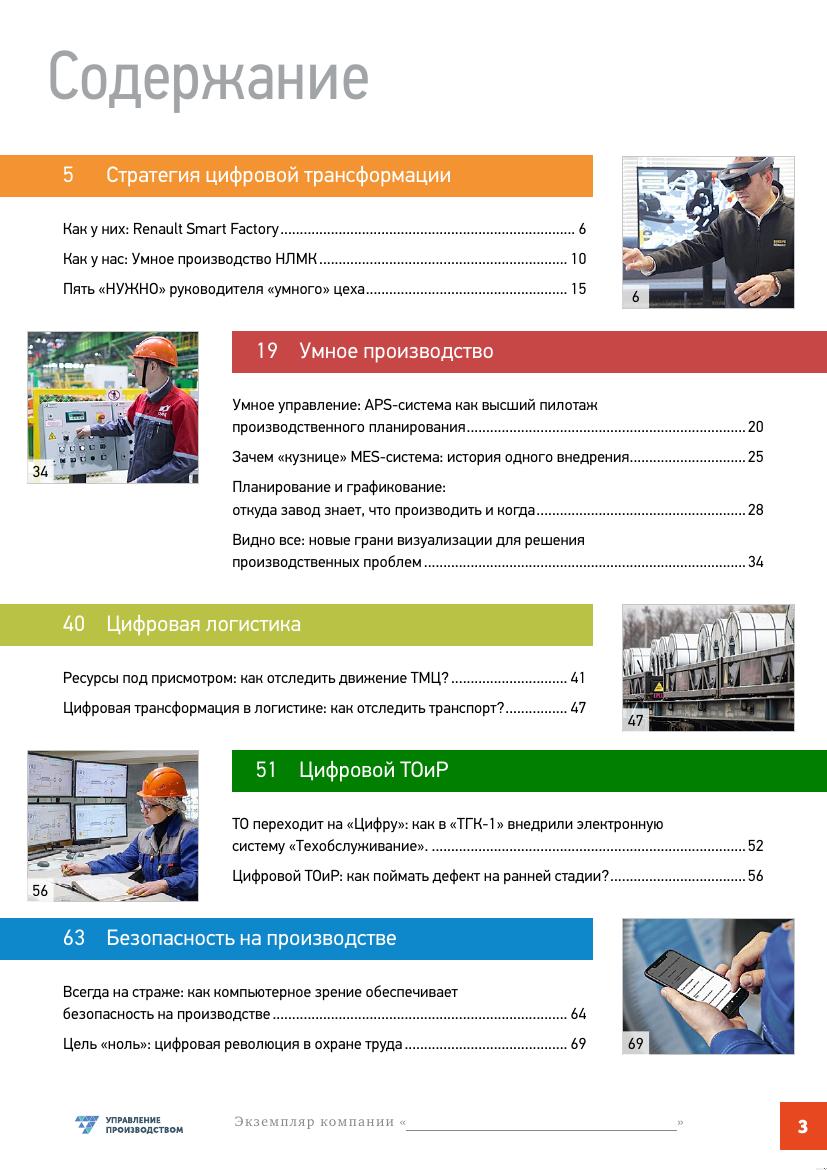 Содержание
5 Стратегия цифровой трансформации
Как у них: Renault Smart Factory........................................................................... 6
Как у нас: Умное производство НЛМК............................................................... 10
Пять «НУЖНО» руководителя «умного» цеха................................................... 15
6
34
19 Умное производство
Умное управление: APS-система как высший пилотаж
производственного планирования....................................................................... 20
Зачем «кузнице» MES-система: история одного внедрения............................. 25
Планирование и графикование:
откуда завод знает, что производить и когда..................................................... 28
Видно все: новые грани визуализации для решения
производственных проблем.................................................................................. 34
40 Цифровая логистика
Ресурсы под присмотром: как отследить движение ТМЦ?............................. 41
Цифровая трансформация в логистике: как отследить транспорт?................ 47
47
56
51 Цифровой ТОиР
ТО переходит на «Цифру»: как в «ТГК-1» внедрили электронную
систему «Техобслуживание». ................................................................................ 52
Цифровой ТОиР: как поймать дефект на ранней стадии?.................................. 56
63 Безопасность на производстве
Всегда на страже: как компьютерное зрение обеспечивает
безопасность на производстве........................................................................... 64
Цель «ноль»: цифровая революция в охране труда......................................... 69
69
УПРАВЛЕНИЕ
ПРОИЗВОДСТВОМ
Экземпляр компании «______________________________»
3